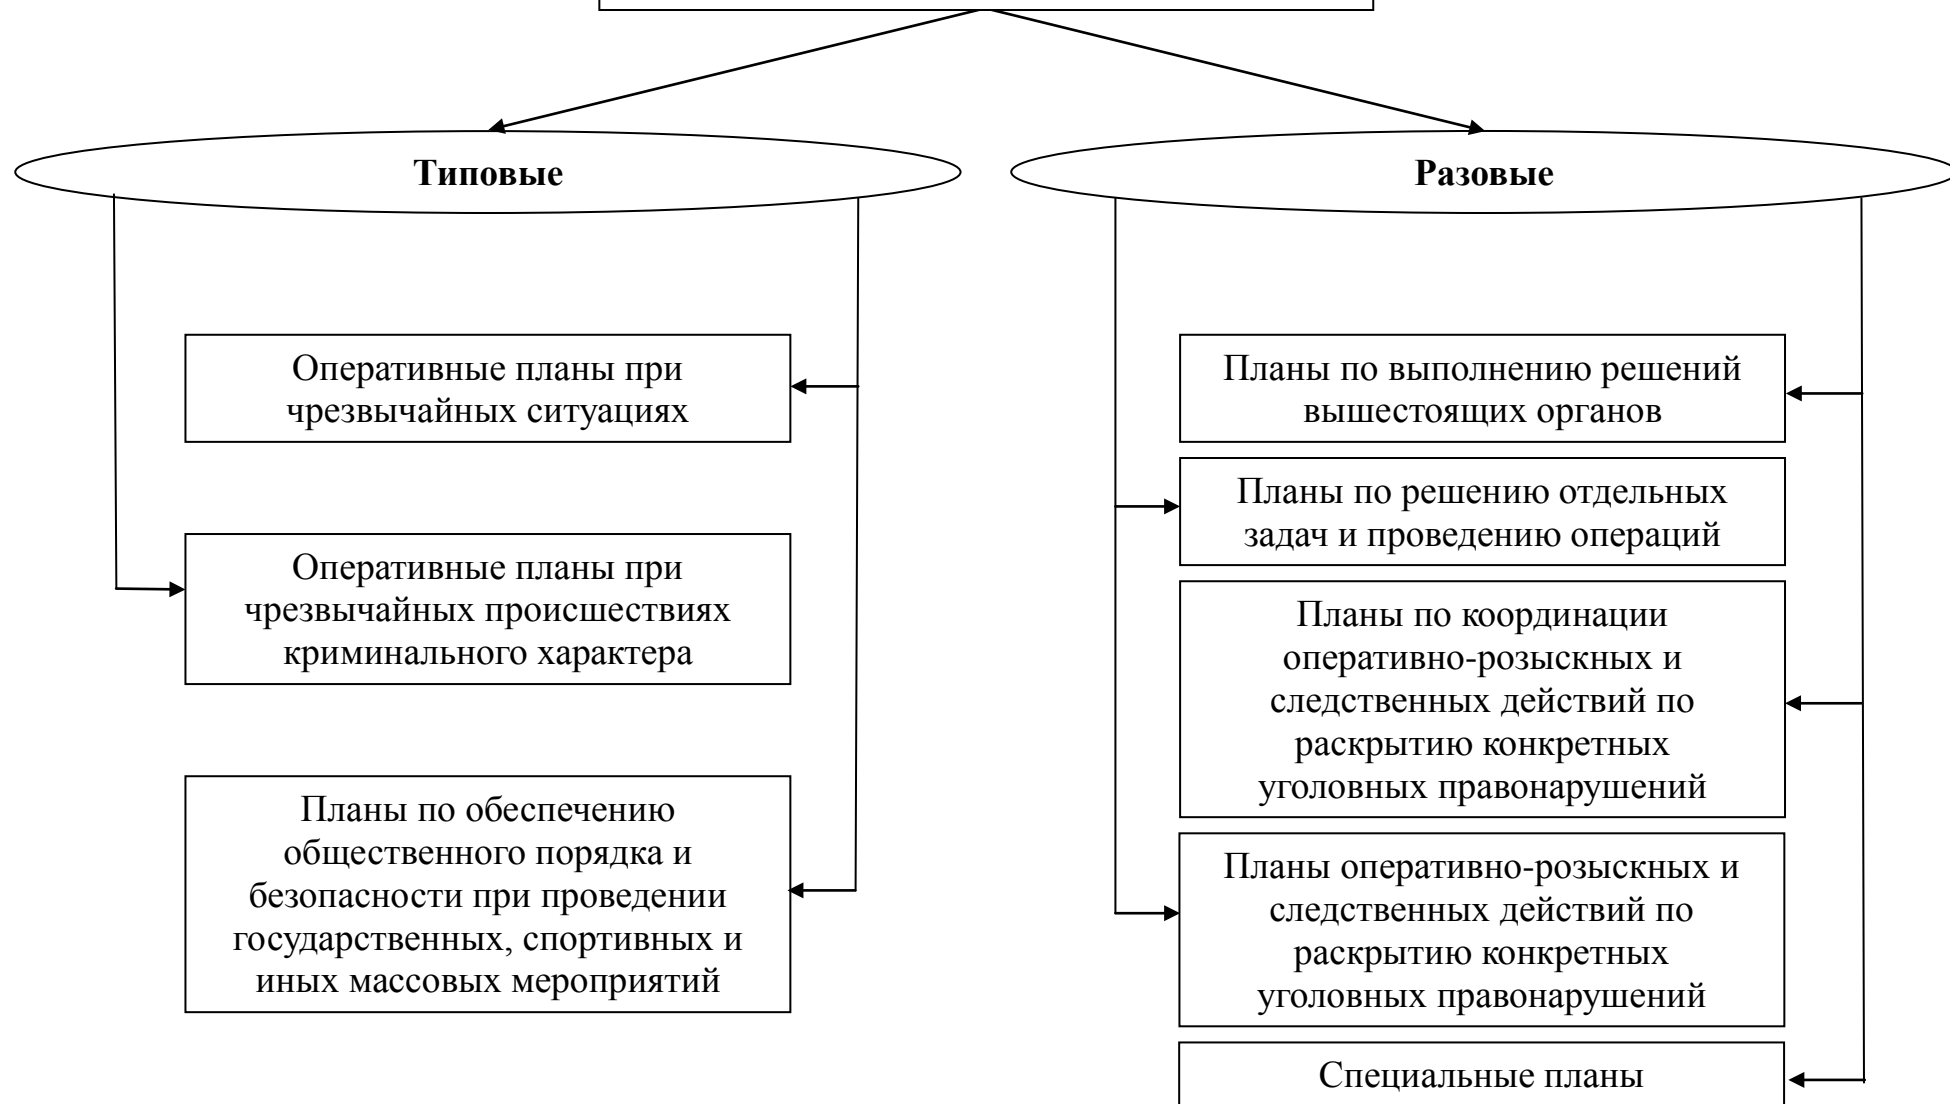 Типовые
Оперативные планы при
чрезвычайных ситуациях
Оперативные планы при
чрезвычайных происшествиях
криминального характера
Планы по обеспечению
общественного порядка и
безопасности при проведении
государственных, спортивных и
иных массовых мероприятий
Разовые
Планы по выполнению решений
вышестоящих органов
Планы по решению отдельных
задач и проведению операций
Планы по координации
оперативно-розыскных и
следственных действий по
раскрытию конкретных
уголовных правонарушений
Планы оперативно-розыскных и
следственных действий по
раскрытию конкретных
уголовных правонарушений
Специальные планы